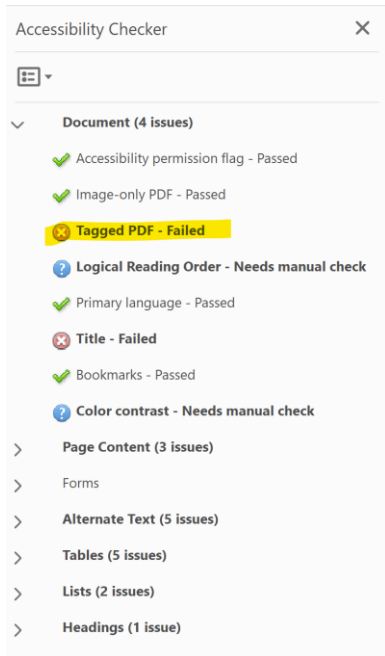 Accessibility Checker
Document (4 issues)
Accessibility permission flag - Passed
Image-only PDF - Passed
Tagged PDF - Failed
Logical Reading Order - Needs manual check
Primary language - Passed
Title - Failed
Bookmarks - Passed
Color contrast - Needs manual check
Page Content (3 issues)
Forms
Alternate Text (5 issues)
Tables (5 issues)
Lists (2 issues)
Headings (1 issue)